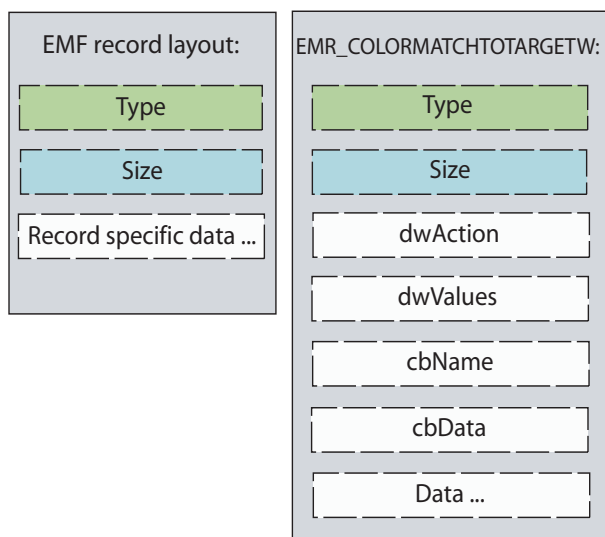 EMF record layout:
Type
Size
Record specific data ...
EMR_COLORMATCHTOTARGETW:
Type
Size
dwAction
dwValues
cbName
cbData
Data ...